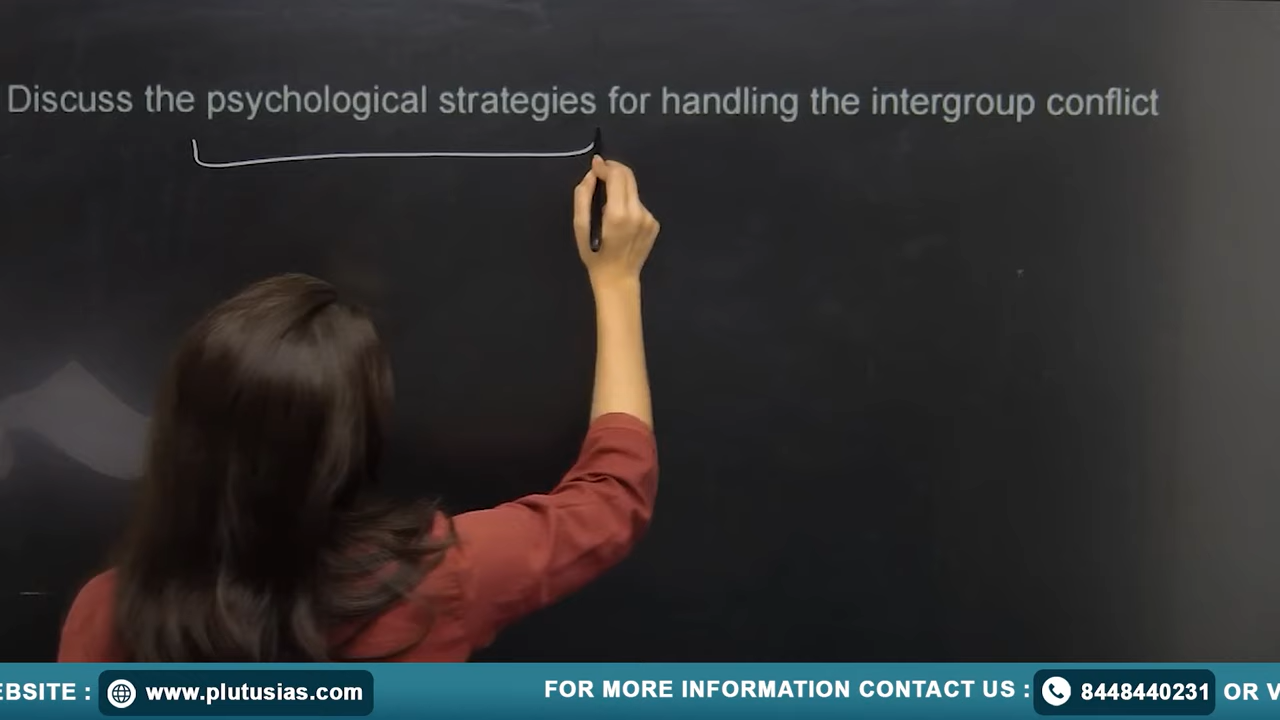 Discuss the psychological strategies for handling the intergroup conflict
EBSITE : www.plutusias.com FOR MORE INFORMATION CONTACT US : 8448440231 OR V